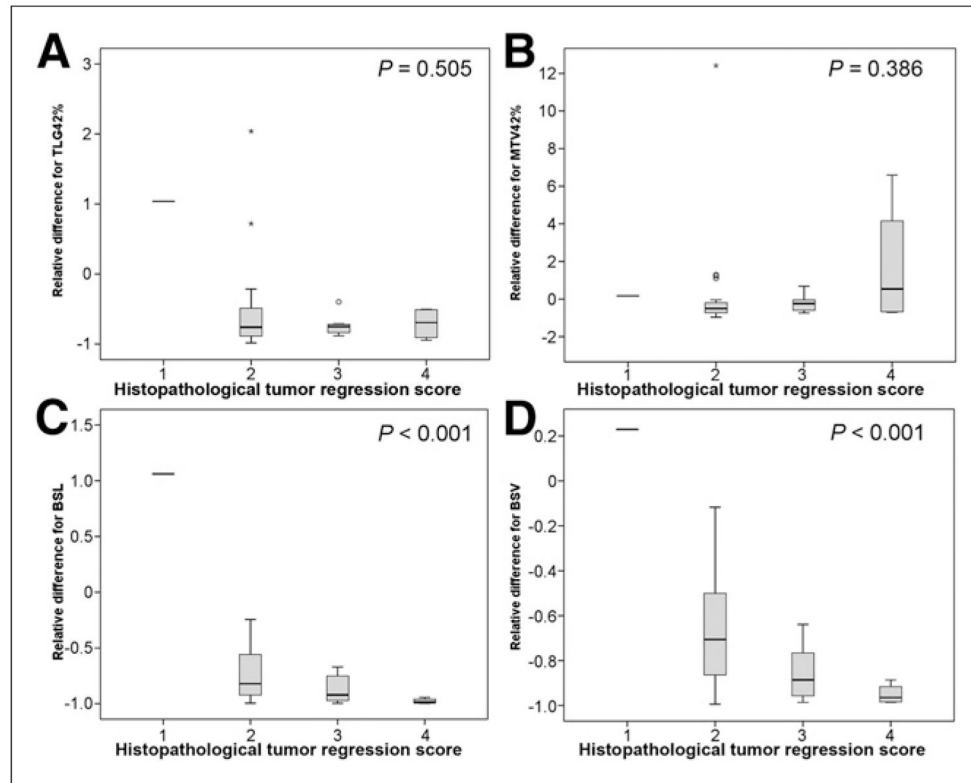 A
P = 0.505
Relative difference for TLG42%
3
2
1
0
-1
1 2 3 4
Histopathological tumor regression score
B
P = 0.386
Relative difference for MTV42%
12
10
8
6
4
2
0
-2
1 2 3 4
Histopathological tumor regression score
C
P < 0.001
Relative difference for BSL
1.5
1.0
0.5
0
-0.5
-1.0
1 2 3 4
Histopathological tumor regression score
D
P < 0.001
Relative difference for BSV
0.2
0
-0.2
-0.4
-0.6
-0.8
-1.0
1 2 3 4
Histopathological tumor regression score